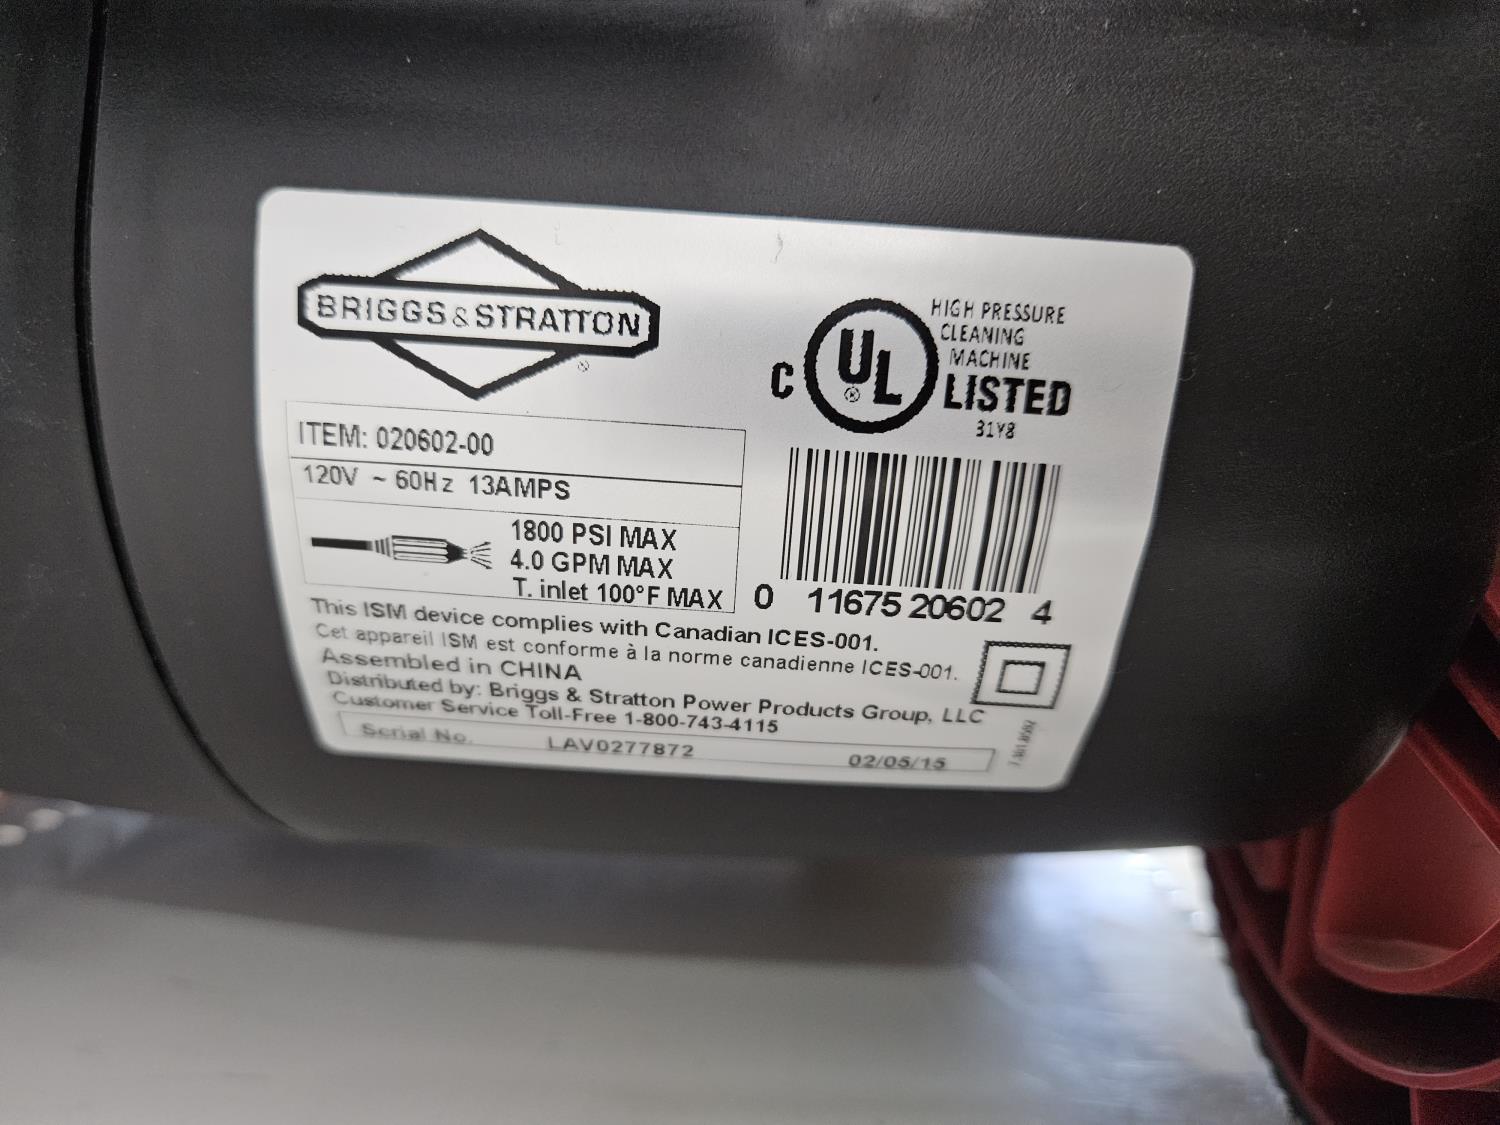 BRIGGS & STRATTON
®
HIGH PRESSURE
CLEANING
MACHINE
C UL ® LISTED
31Y8
ITEM: 020602-00
120V ~ 60Hz 13AMPS
1800 PSI MAX
4.0 GPM MAX
T. inlet 100°F MAX
0 11675 20602 4
This ISM device complies with Canadian ICES-001.
Cet appareil ISM est conforme à la norme canadienne ICES-001.
Assembled in CHINA
Distributed by: Briggs & Stratton Power Products Group, LLC
Customer Service Toll-Free 1-800-743-4115
Serial No. LAV0277872 02/05/15